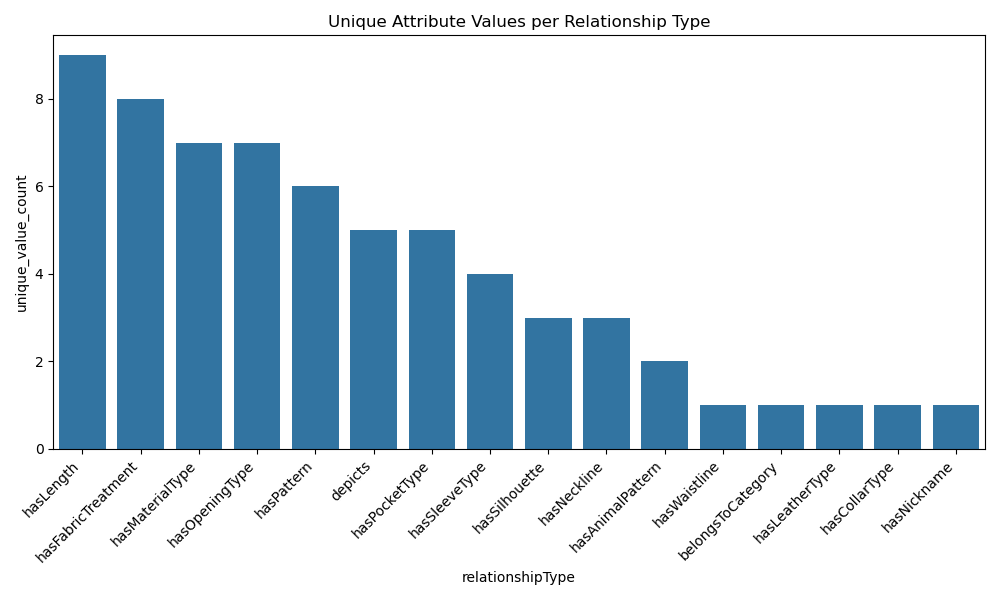 Unique Attribute Values per Relationship Type
unique_value_count
8
6
4
2
0
hasLength
hasFabricTreatment
hasMaterialType
hasOpeningType
hasPattern
depicts
hasPocketType
hasSleeveType
hasSilhouette
hasNeckline
hasAnimalPattern
hasWaistline
belongsToCategory
hasLeatherType
hasCollarType
hasNickname
relationshipType